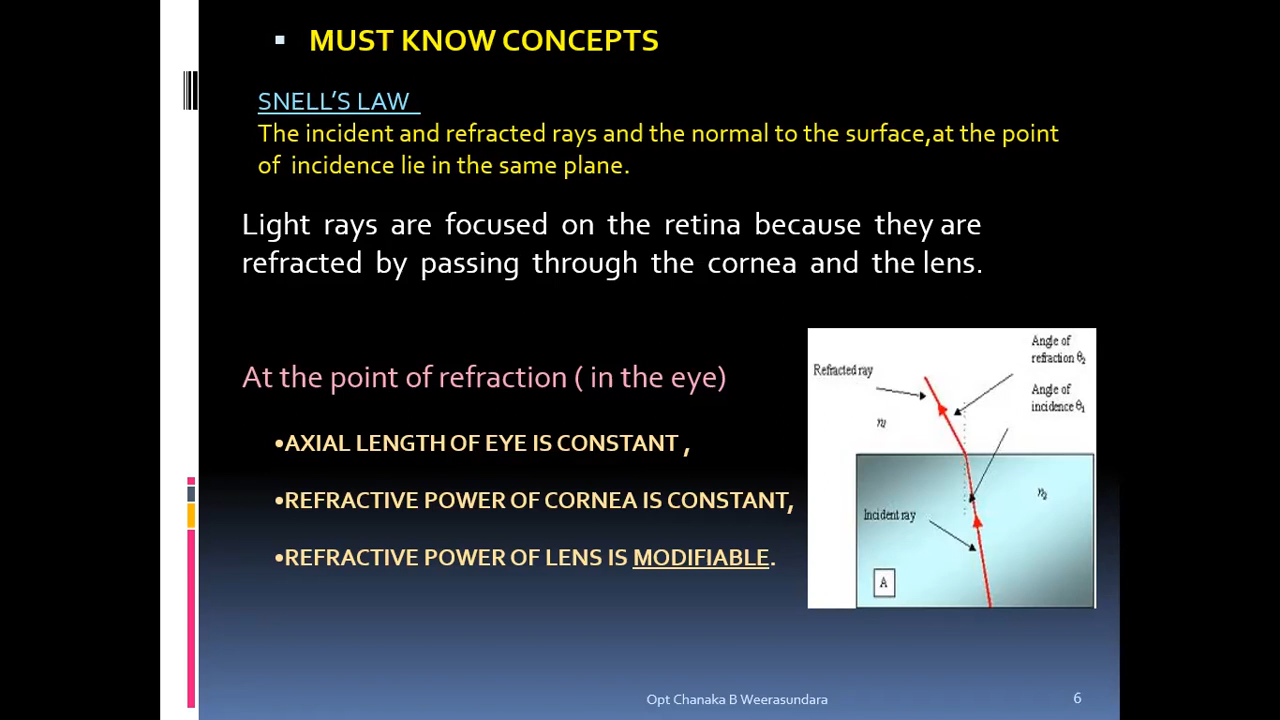 ▪ MUST KNOW CONCEPTS
SNELL’S LAW
The incident and refracted rays and the normal to the surface,at the point
of incidence lie in the same plane.
Light rays are focused on the retina because they are
refracted by passing through the cornea and the lens.
At the point of refraction ( in the eye)
•AXIAL LENGTH OF EYE IS CONSTANT ,
•REFRACTIVE POWER OF CORNEA IS CONSTANT,
•REFRACTIVE POWER OF LENS IS MODIFIABLE.
Angle of
refraction θ₂
Refracted ray
Angle of
incidence θ₁
n₁
n₂
Incident ray
A
Opt Chanaka B Weerasundara
6